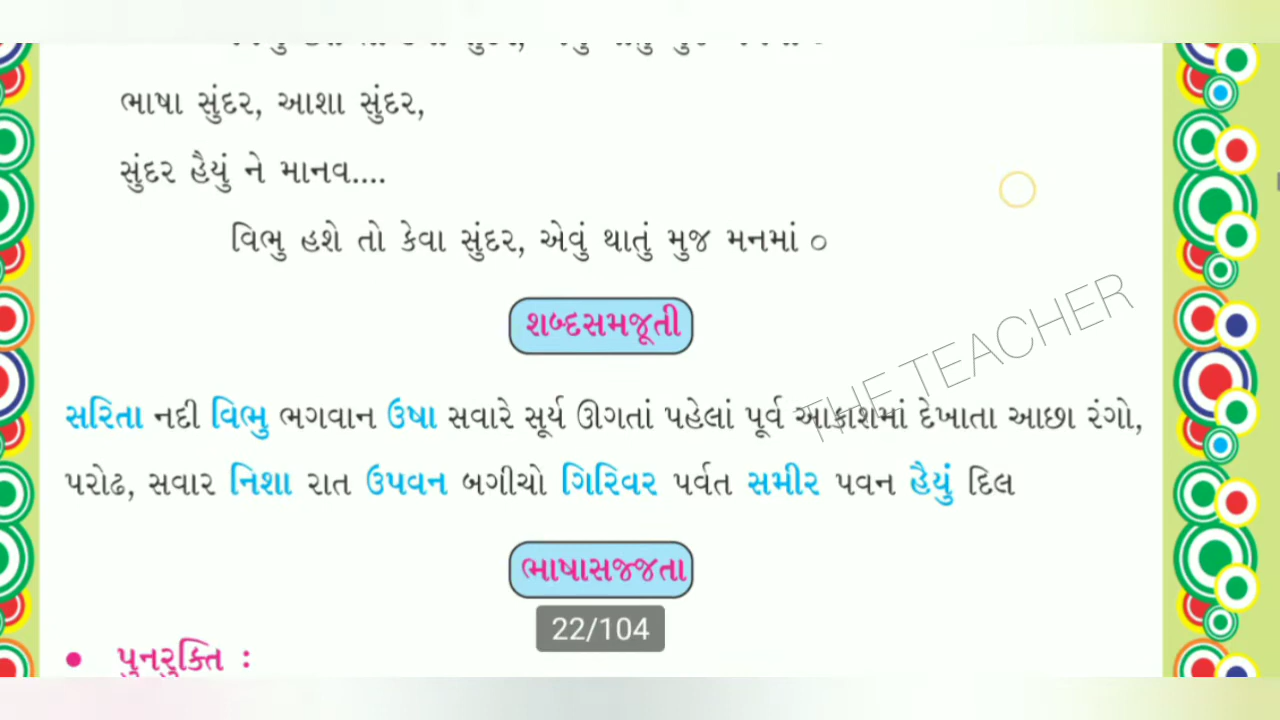 ભાષા સુંદર, આશા સુંદર,
સુંદર હૈયું ને માનવ....
વિભુ હશે તો કેવા સુંદર, એવું થાતું મુજ મનમાં ૦
THE TEACHER
શબ્દસમજૂતી
સરિતા નદી વિભુ ભગવાન ઉષા સવારે સૂર્ય ઊગતાં પહેલાં પૂર્વ આકાશમાં દેખાતા આછા રંગો,
પરોઢ, સવાર નિશા રાત ઉપવન બગીચો ગિરિવર પર્વત સમીર પવન હૈયું દિલ
ભાષાસજ્જતા
22/104
• પુનરુક્તિ :